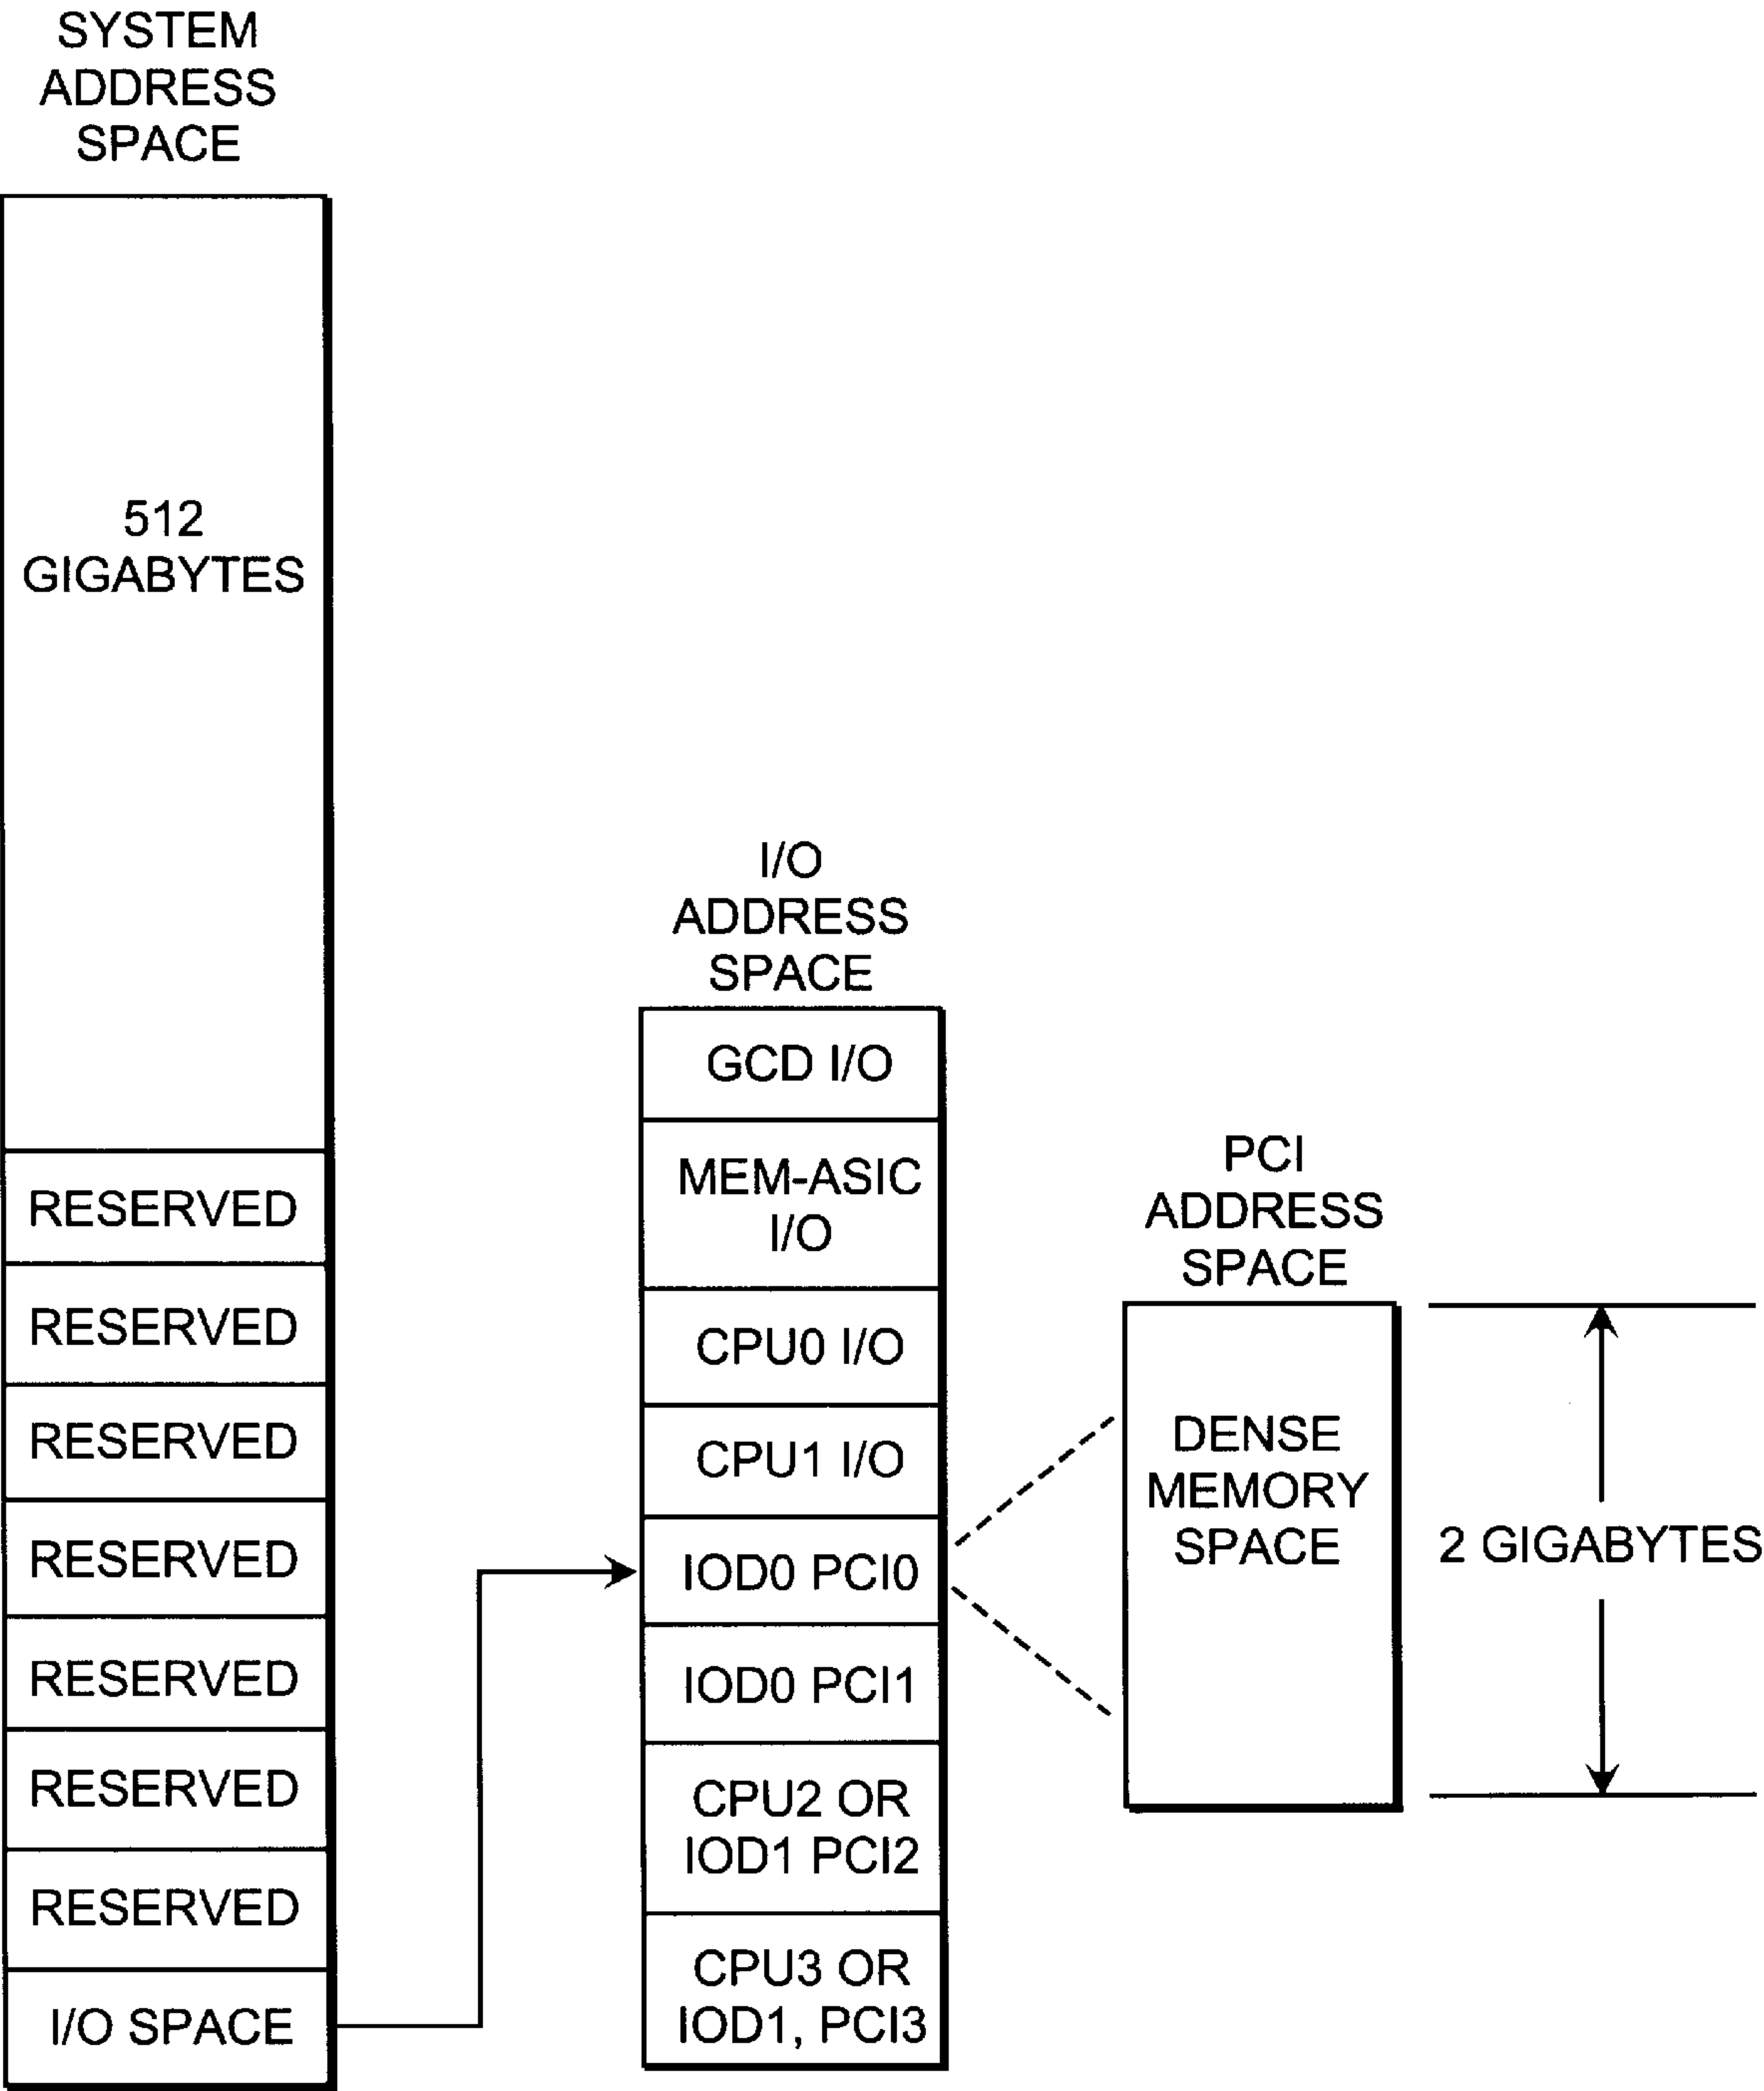 SYSTEM
ADDRESS
SPACE
512
GIGABYTES
RESERVED
RESERVED
RESERVED
RESERVED
RESERVED
RESERVED
RESERVED
I/O SPACE
I/O
ADDRESS
SPACE
GCD I/O
MEM-ASIC
I/O
CPU0 I/O
CPU1 I/O
IOD0 PCI0
IOD0 PCI1
CPU2 OR
IOD1 PCI2
CPU3 OR
IOD1, PCI3
PCI
ADDRESS
SPACE
DENSE
MEMORY
SPACE
2 GIGABYTES